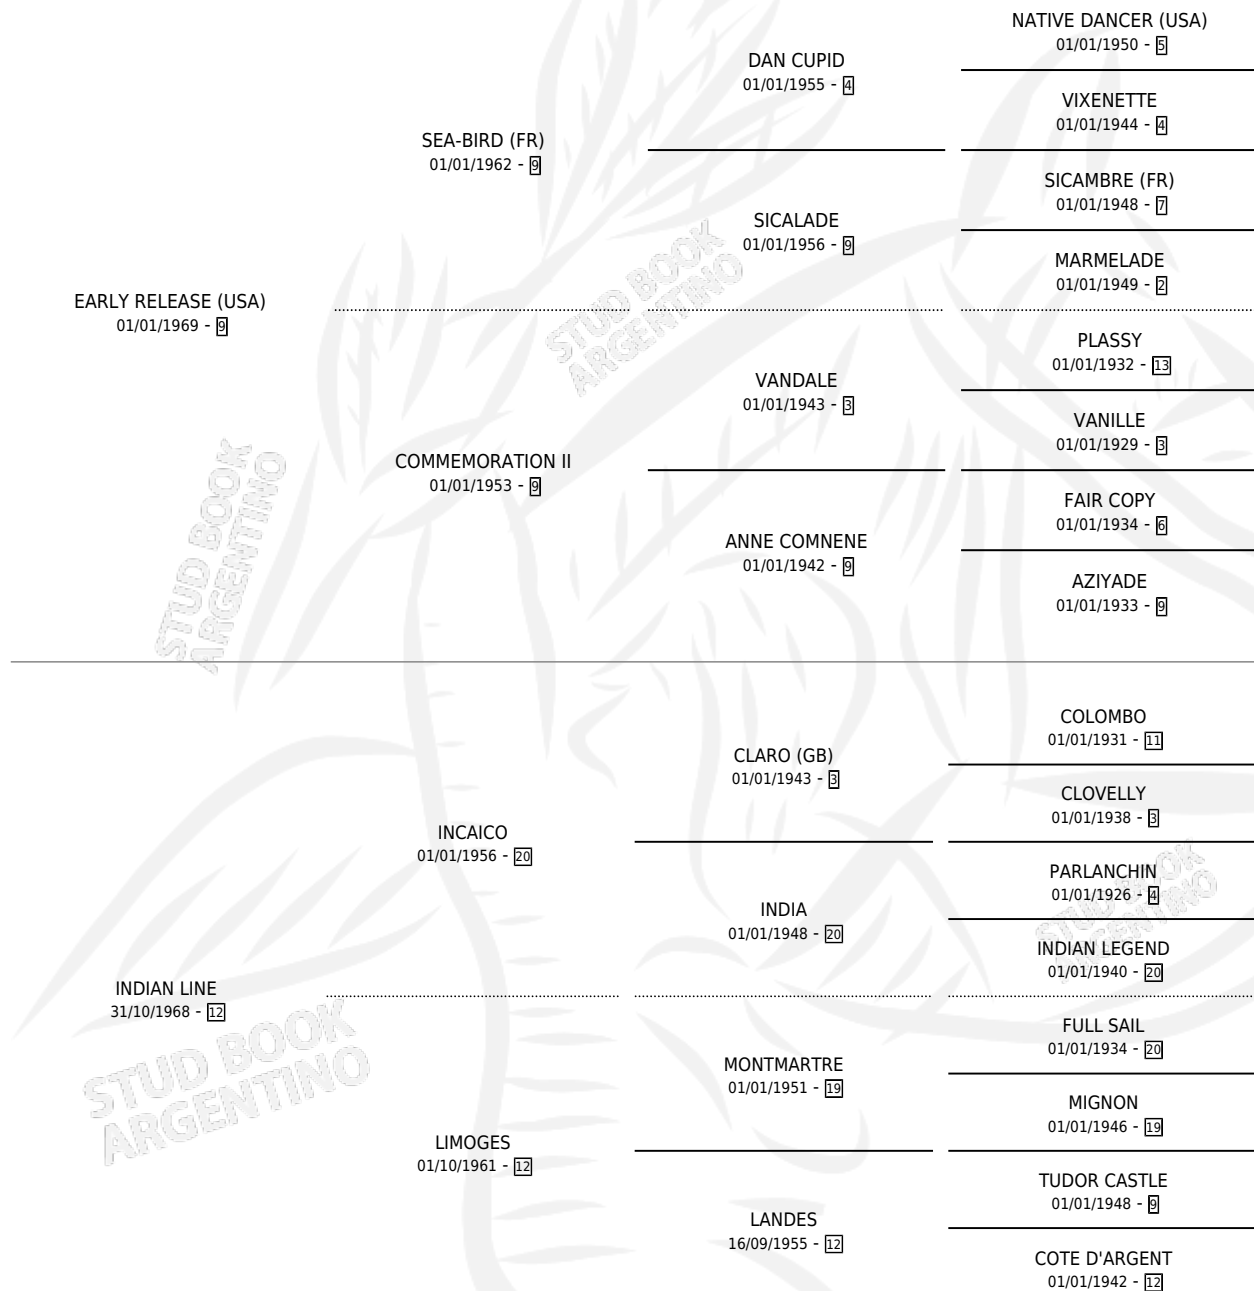 NATIVE DANCER (USA)
01/01/1950 - 5
DAN CUPID
01/01/1955 - 4
VIXENETTE
01/01/1944 - 4
SEA-BIRD (FR)
01/01/1962 - 9
SICAMBRE (FR)
01/01/1948 - 7
SICALADE
01/01/1956 - 9
MARMELADE
01/01/1949 - 2
EARLY RELEASE (USA)
01/01/1969 - 9
PLASSY
01/01/1932 - 13
VANDALE
01/01/1943 - 3
VANILLE
01/01/1929 - 3
COMMEMORATION II
01/01/1953 - 9
FAIR COPY
01/01/1934 - 6
ANNE COMNENE
01/01/1942 - 9
AZIYADE
01/01/1933 - 9
COLOMBO
01/01/1931 - 11
CLARO (GB)
01/01/1943 - 3
CLOVELLY
01/01/1938 - 3
INCAICO
01/01/1956 - 20
PARLANCHIN
01/01/1926 - 4
INDIA
01/01/1948 - 20
INDIAN LEGEND
01/01/1940 - 20
INDIAN LINE
31/10/1968 - 12
FULL SAIL
01/01/1934 - 20
MONTMARTRE
01/01/1951 - 19
MIGNON
01/01/1946 - 19
LIMOGES
01/10/1961 - 12
TUDOR CASTLE
01/01/1948 - 9
LANDES
16/09/1955 - 12
COTE D'ARGENT
01/01/1942 - 12
STUD BOOK
ARGENTINO
STUD BOOK
ARGENTINO
STUD BOOK
ARGENTINO
STUD BOOK
ARGENTINO